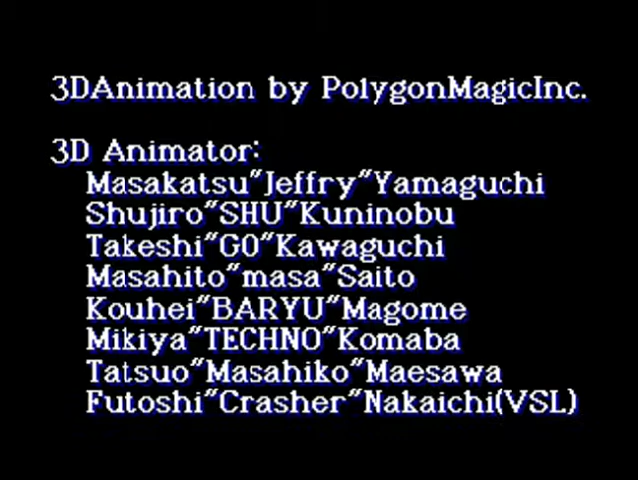 3DAnimation by PolygonMagicInc.
3D Animator:
Masakatsu"Jeffry"Yamaguchi
Shujiro"SHU"Kuninobu
Takeshi"GO"Kawaguchi
Masahito"masa"Saito
Kouhei"BARYU"Magome
Mikiya"TECHNO"Komaba
Tatsuo"Masahiko"Maesawa
Futoshi"Crasher"Nakaichi(VSL)